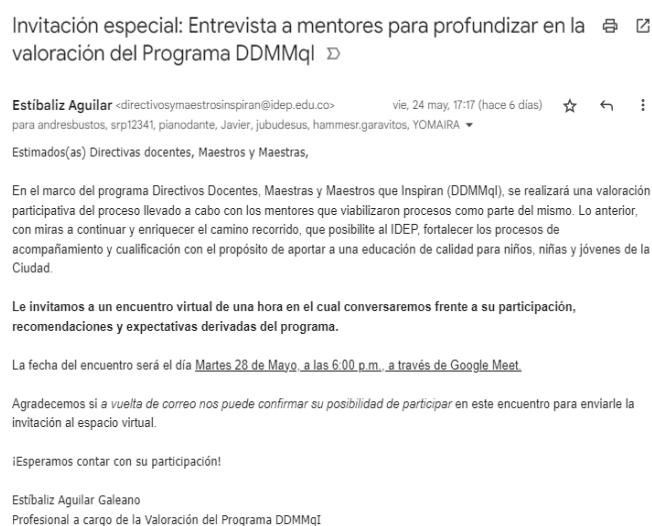 Invitación especial: Entrevista a mentores para profundizar en la
valoración del Programa DDMMqI
Estíbaliz Aguilar <directivosymaestrosinspiran@idep.edu.co> vie, 24 may, 17:17 (hace 6 días)
para andresbustos, srp12341, pianodante, Javier, jubudesus, hammesr.garavitos, YOMAIRA
Estimados(as) Directivas docentes, Maestros y Maestras,
En el marco del programa Directivos Docentes, Maestras y Maestros que Inspiran (DDMMqI), se realizará una valoración
participativa del proceso llevado a cabo con los mentores que viabilizaron procesos como parte del mismo. Lo anterior,
con miras a continuar y enriquecer el camino recorrido, que posibilite al IDEP, fortalecer los procesos de
acompañamiento y cualificación con el propósito de aportar a una educación de calidad para niños, niñas y jóvenes de la
Ciudad.
Le invitamos a un encuentro virtual de una hora en el cual conversaremos frente a su participación,
recomendaciones y expectativas derivadas del programa.
La fecha del encuentro será el día Martes 28 de Mayo, a las 6:00 p.m., a través de Google Meet.
Agradecemos si a vuelta de correo nos puede confirmar su posibilidad de participar en este encuentro para enviarle la
invitación al espacio virtual.
¡Esperamos contar con su participación!
Estíbaliz Aguilar Galeano
Profesional a cargo de la Valoración del Programa DDMMqI